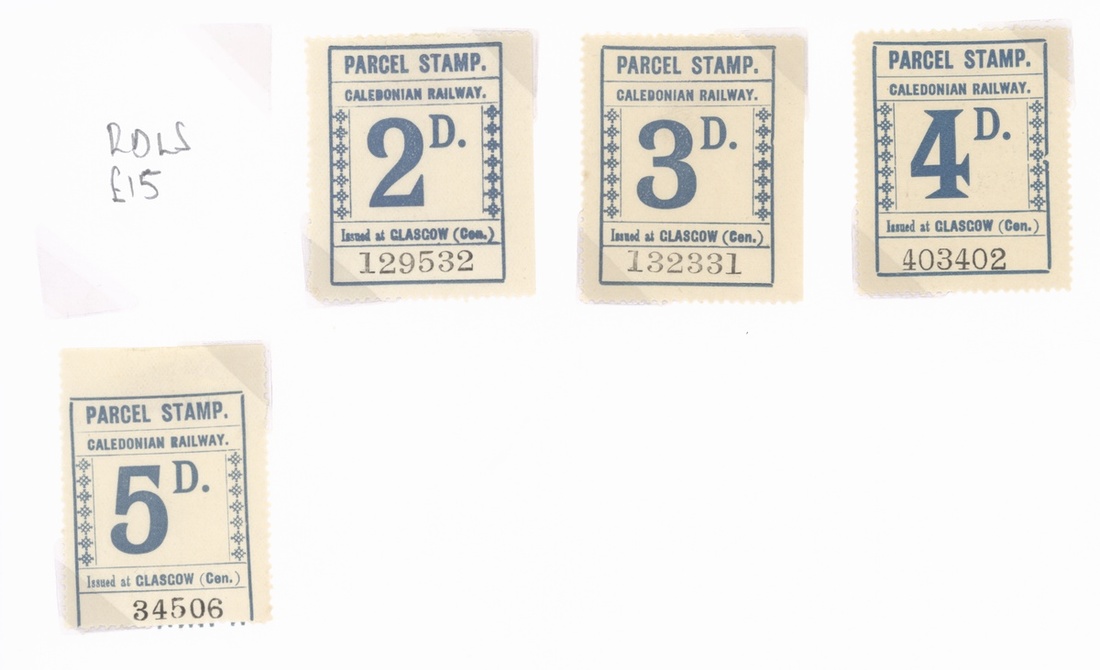 £15
PARCEL STAMP.
CALEDONIAN RAILWAY.
2D.
Issued at GLASGOW (Cen.)
129532
PARCEL STAMP.
CALEDONIAN RAILWAY.
3D.
Issued at GLASGOW (Cen.)
132331
PARCEL STAMP.
CALEDONIAN RAILWAY.
4D.
Issued at GLASGOW (Cen.)
403402
PARCEL STAMP.
CALEDONIAN RAILWAY.
5D.
Issued at GLASGOW (Cen.)
34506